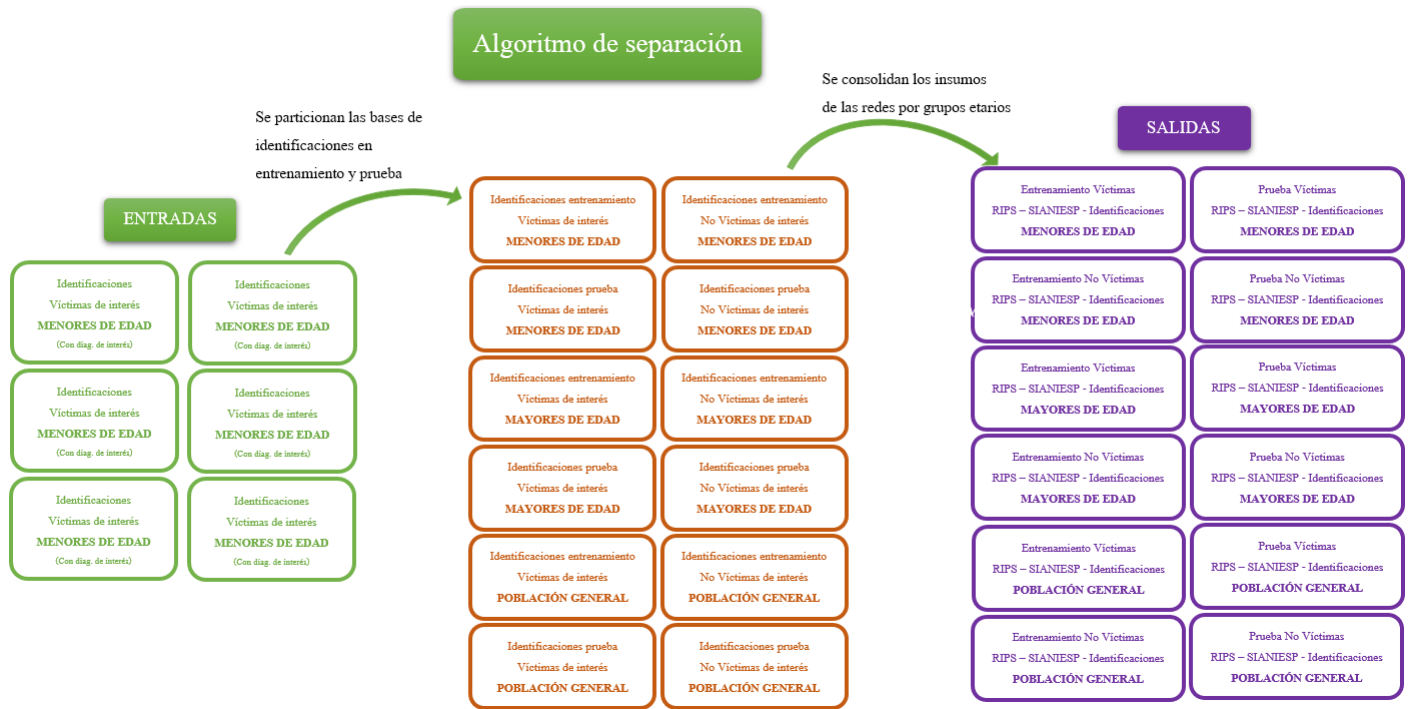 Algoritmo de separación
Se particionan las bases de
identificaciones en
entrenamiento y prueba
Se consolidan los insumos
de las redes por grupos etarios
ENTRADAS
Identificaciones
Víctimas de interés
MENORES DE EDAD
(Con diag. de interés)
Identificaciones
Víctimas de interés
MENORES DE EDAD
(Con diag. de interés)
Identificaciones
Víctimas de interés
MENORES DE EDAD
(Con diag. de interés)
Identificaciones
Víctimas de interés
MENORES DE EDAD
(Con diag. de interés)
Identificaciones
Víctimas de interés
MENORES DE EDAD
(Con diag. de interés)
Identificaciones
Víctimas de interés
MENORES DE EDAD
(Con diag. de interés)
Identificaciones entrenamiento
Víctimas de interés
MENORES DE EDAD
Identificaciones entrenamiento
No Víctimas de interés
MENORES DE EDAD
Identificaciones prueba
Víctimas de interés
MENORES DE EDAD
Identificaciones prueba
No Víctimas de interés
MENORES DE EDAD
Identificaciones entrenamiento
Víctimas de interés
MAYORES DE EDAD
Identificaciones entrenamiento
No Víctimas de interés
MAYORES DE EDAD
Identificaciones prueba
Víctimas de interés
MAYORES DE EDAD
Identificaciones prueba
No Víctimas de interés
MAYORES DE EDAD
Identificaciones entrenamiento
Víctimas de interés
POBLACIÓN GENERAL
Identificaciones entrenamiento
No Víctimas de interés
POBLACIÓN GENERAL
Identificaciones prueba
Víctimas de interés
POBLACIÓN GENERAL
Identificaciones prueba
No Víctimas de interés
POBLACIÓN GENERAL
SALIDAS
Entrenamiento Víctimas
RIPS – SIANIESP - Identificaciones
MENORES DE EDAD
Prueba Víctimas
RIPS – SIANIESP - Identificaciones
MENORES DE EDAD
Entrenamiento No Víctimas
RIPS – SIANIESP - Identificaciones
MENORES DE EDAD
Prueba No Víctimas
RIPS – SIANIESP - Identificaciones
MENORES DE EDAD
Entrenamiento Víctimas
RIPS – SIANIESP - Identificaciones
MAYORES DE EDAD
Prueba Víctimas
RIPS – SIANIESP - Identificaciones
MAYORES DE EDAD
Entrenamiento No Víctimas
RIPS – SIANIESP - Identificaciones
MAYORES DE EDAD
Prueba No Víctimas
RIPS – SIANIESP - Identificaciones
MAYORES DE EDAD
Entrenamiento Víctimas
RIPS – SIANIESP - Identificaciones
POBLACIÓN GENERAL
Prueba Víctimas
RIPS – SIANIESP - Identificaciones
POBLACIÓN GENERAL
Entrenamiento No Víctimas
RIPS – SIANIESP - Identificaciones
POBLACIÓN GENERAL
Prueba No Víctimas
RIPS – SIANIESP - Identificaciones
POBLACIÓN GENERAL